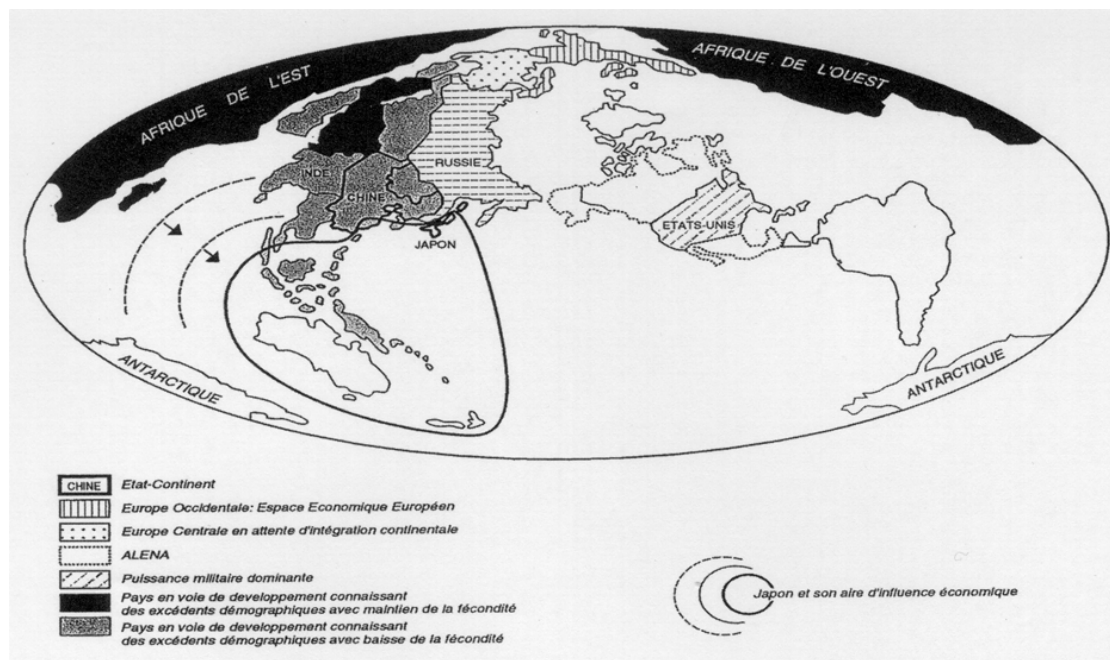 AFRIQUE DE L'EST
AFRIQUE DE L'OUEST
RUSSIE
INDE
CHINE
JAPON
ETATS-UNIS
ANTARCTIQUE
ANTARCTIQUE
CHINE Etat-Continent
Europe Occidentale: Espace Economique Européen
Europe Centrale en attente d'intégration continentale
ALENA
Puissance militaire dominante
Pays en voie de developpement connaissant
des excédents démographiques avec maintien de la fécondité
Pays en voie de developpement connaissant
des excédents démographiques avec baisse de la fécondité
Japon et son aire d'influence économique